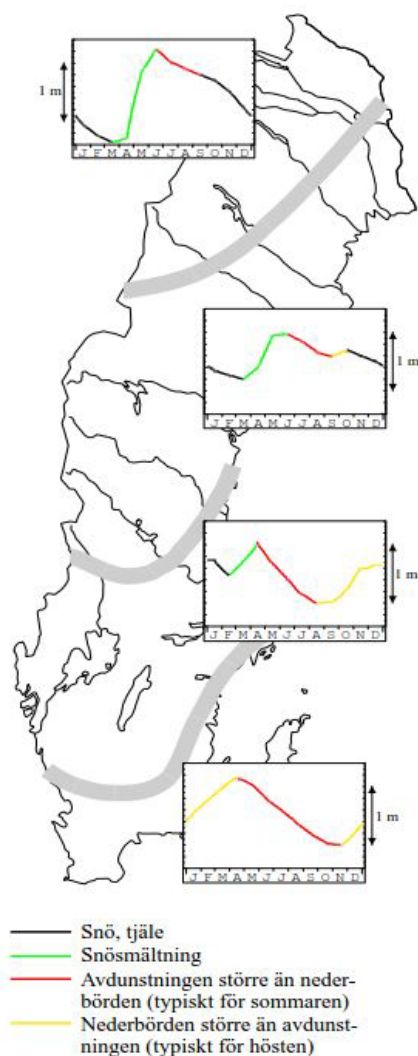 1 m
J F M A M J J A S O N D
1 m
J F M A M J J A S O N D
1 m
J F M A M J J A S O N D
1 m
J F M A M J J A S O N D
Snö, tjäle
Snösmältning
Avdunstningen större än neder-
börden (typiskt för sommaren)
Nederbörden större än avdunst-
ningen (typiskt för hösten)